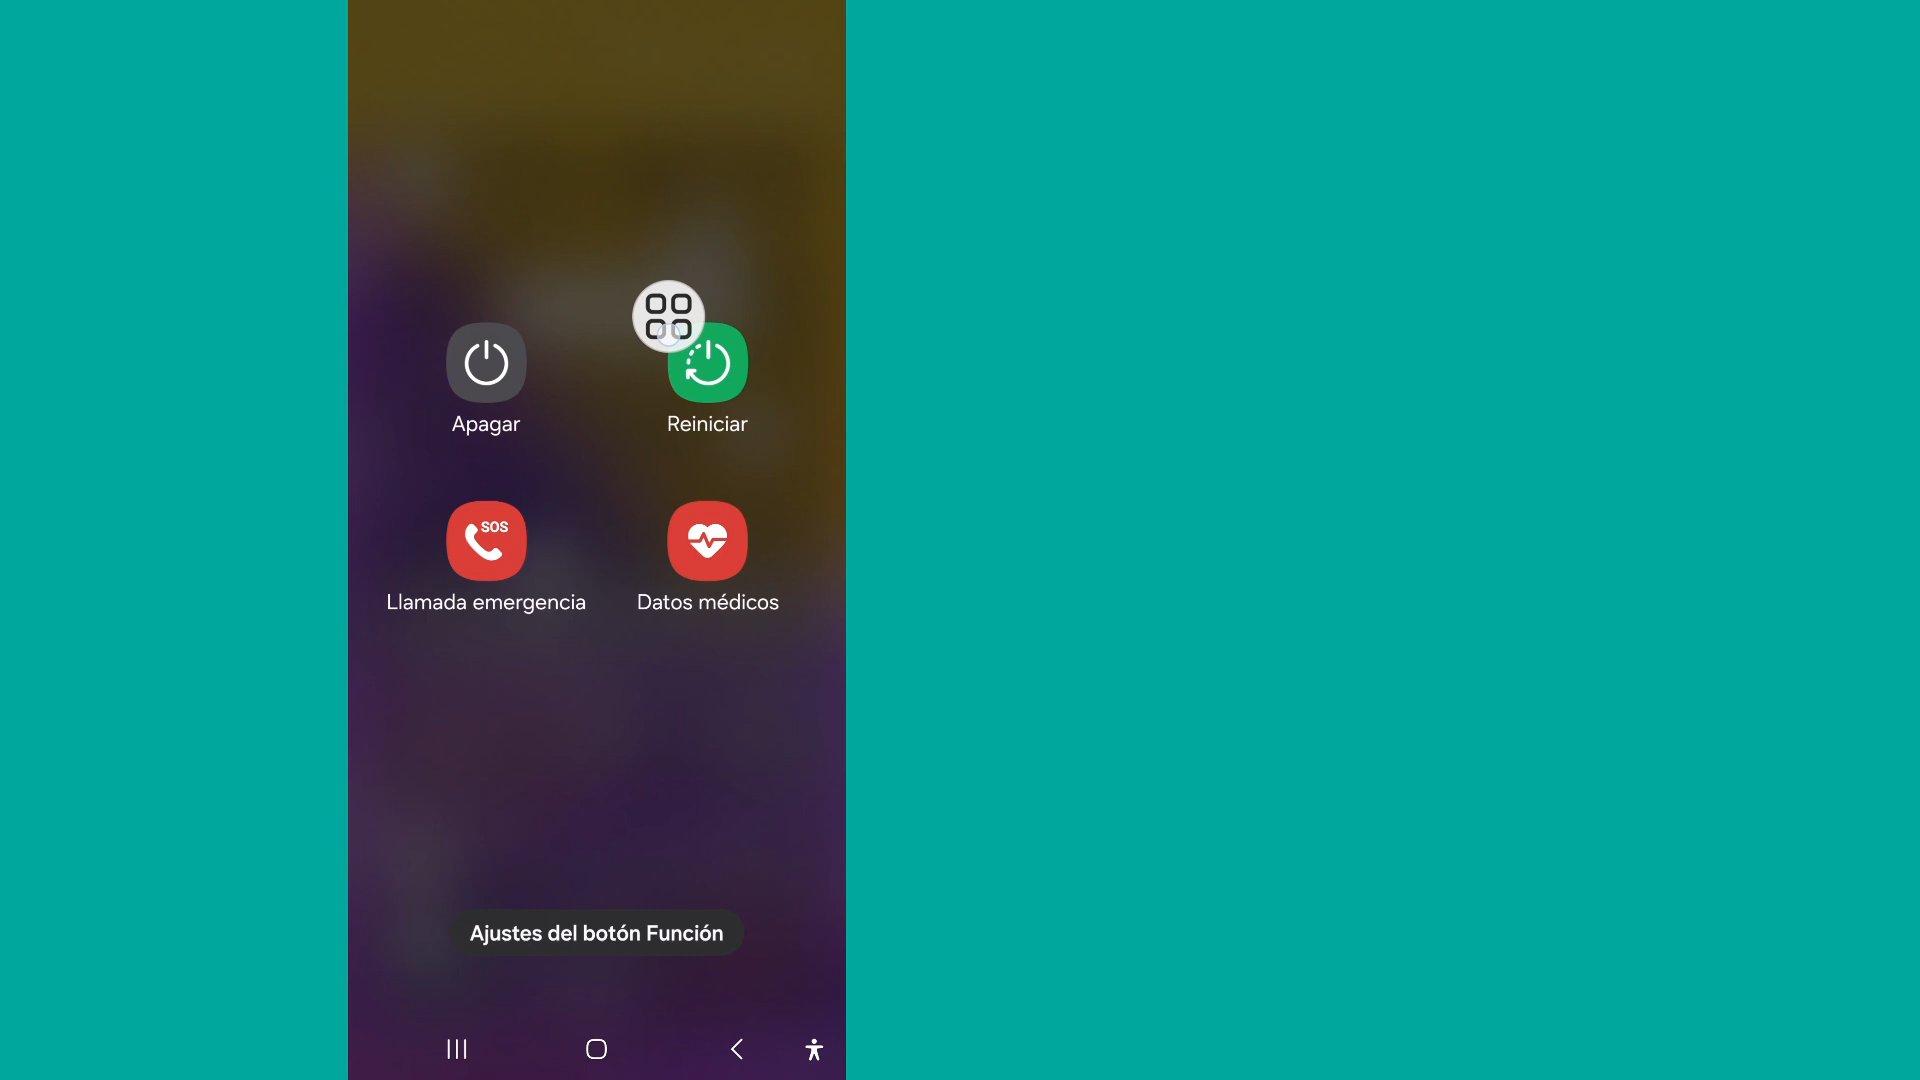 Apagar
Reiniciar
SOS
Llamada emergencia
Datos médicos
Ajustes del botón Función